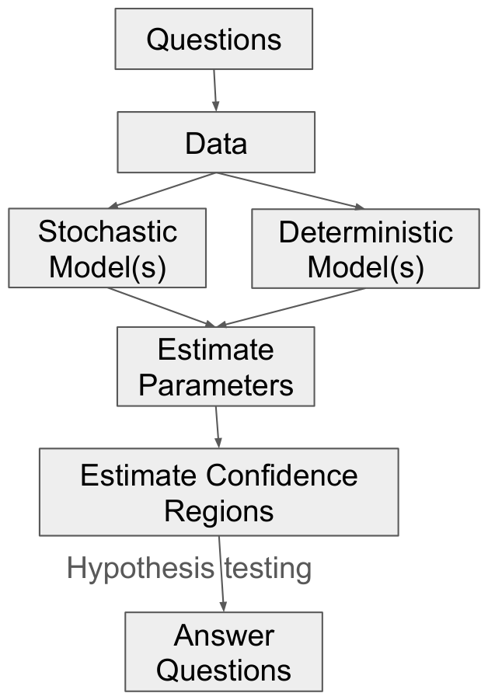 Questions
Data
Stochastic
Model(s)
Deterministic
Model(s)
Estimate
Parameters
Estimate Confidence
Regions
Hypothesis testing
Answer
Questions